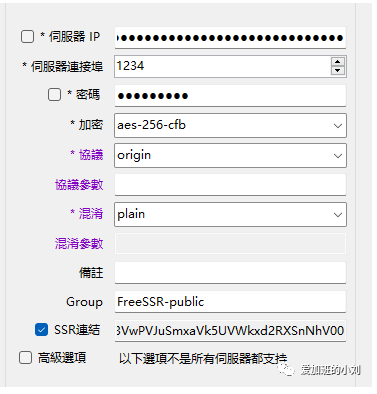 * 伺服器 IP ●●●●●●●●●●●●●●●●●●●●●●●●●●●●
* 伺服器連接埠 1234
* 密碼 ●●●●●●●●●
* 加密 aes-256-cfb
* 協議 origin
協議參數
* 混淆 plain
混淆參數
備註
Group FreeSSR-public
SSR連結 3VwPVJuSmxaVk5UVWkxd2RXSnNhV00
高級選項 以下選項不是所有伺服器都支持
爱加班的小刘